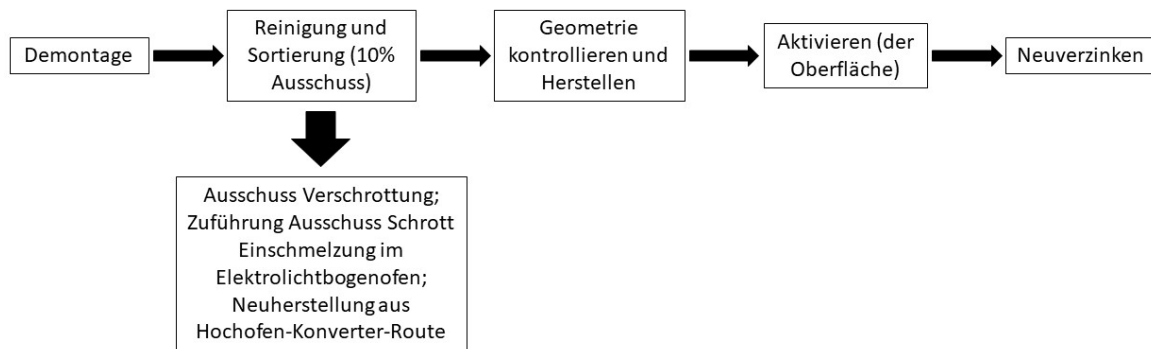 Demontage
Reinigung und
Sortierung (10%
Ausschuss)
Geometrie
kontrollieren und
Herstellen
Aktivieren (der
Oberfläche)
Neuverzinken
Ausschuss Verschrottung;
Zuführung Ausschuss Schrott
Einschmelzung im
Elektrolichtbogenofen;
Neuherstellung aus
Hochofen-Konverter-Route